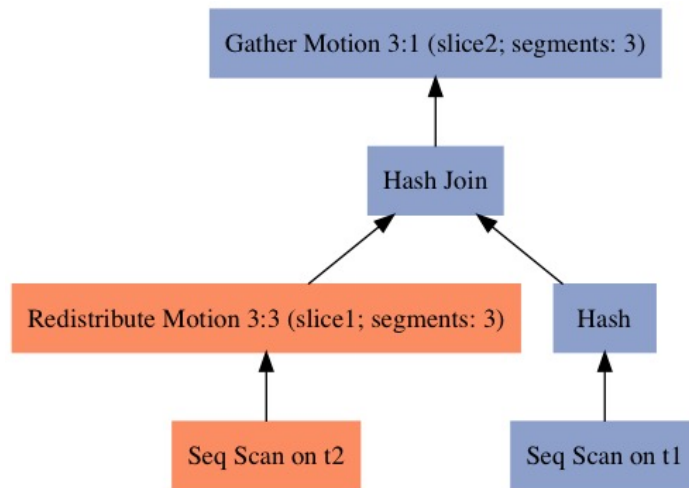 Gather Motion 3:1 (slice2; segments: 3)
Hash Join
Redistribute Motion 3:3 (slice1; segments: 3)
Hash
Seq Scan on t2
Seq Scan on t1